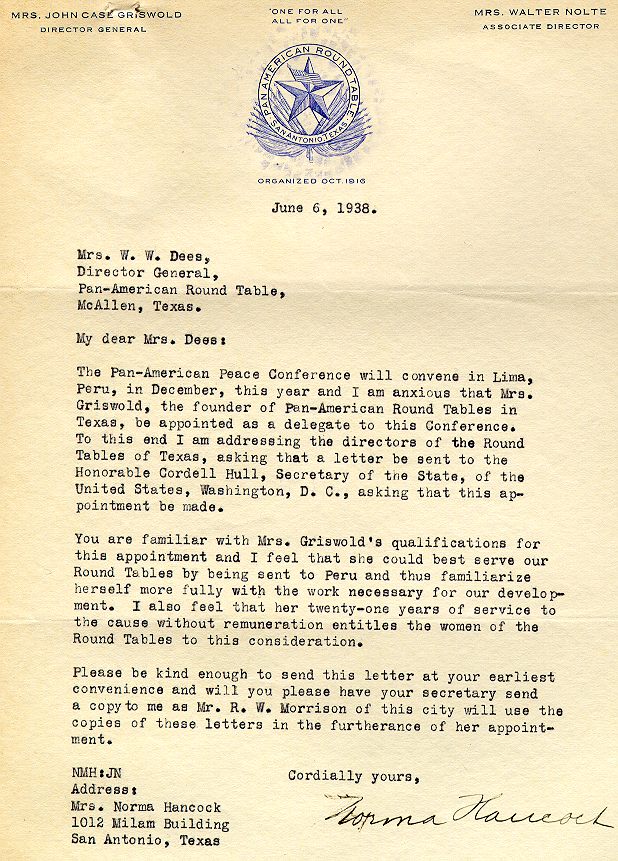 MRS. JOHN CASE GRISWOLD
DIRECTOR GENERAL
"ONE FOR ALL
ALL FOR ONE"
MRS. WALTER NOLTE
ASSOCIATE DIRECTOR
PAN AMERICAN ROUND TABLE
SAN ANTONIO, TEXAS.
ORGANIZED OCT. 1916
June 6, 1938.
Mrs. W. W. Dees,
Director General,
Pan-American Round Table,
McAllen, Texas.
My dear Mrs. Dees:
The Pan-American Peace Conference will convene in Lima,
Peru, in December, this year and I am anxious that Mrs.
Griswold, the founder of Pan-American Round Tables in
Texas, be appointed as a delegate to this Conference.
To this end I am addressing the directors of the Round
Tables of Texas, asking that a letter be sent to the
Honorable Cordell Hull, Secretary of the State, of the
United States, Washington, D. C., asking that this ap-
pointment be made.
You are familiar with Mrs. Griswold's qualifications for
this appointment and I feel that she could best serve our
Round Tables by being sent to Peru and thus familiarize
herself more fully with the work necessary for our develop-
ment. I also feel that her twenty-one years of service to
the cause without remuneration entitles the women of the
Round Tables to this consideration.
Please be kind enough to send this letter at your earliest
convenience and will you please have your secretary send
a copy to me as Mr. R. W. Morrison of this city will use the
copies of these letters in the furtherance of her appoint-
ment.
NMH:JN
Cordially yours,
Address:
Mrs. Norma Hancock
Norma Hancock
1012 Milam Building
San Antonio, Texas